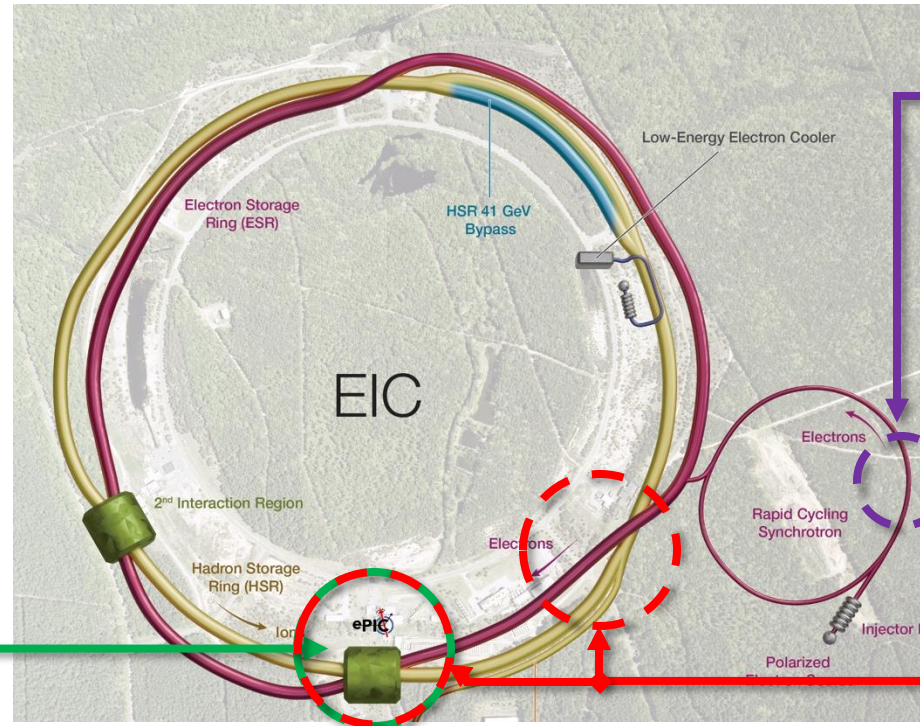 Low-Energy Electron Cooler
Electron Storage
Ring (ESR)
HSR 41 GeV
Bypass
EIC
Electrons
2nd Interaction Region
Rapid Cycling
Synchrotron
Electrons
Hadron Storage
Ring (HSR)
ePIC
Injector
Polarized